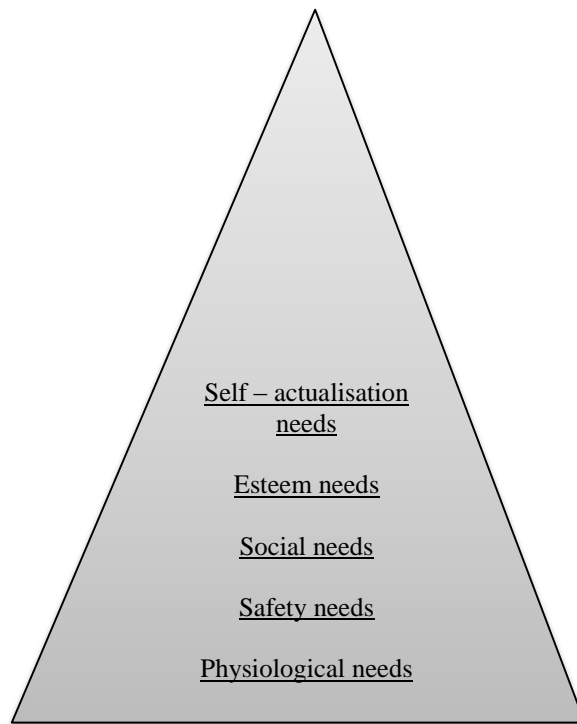 Self – actualisation
needs
Esteem needs
Social needs
Safety needs
Physiological needs